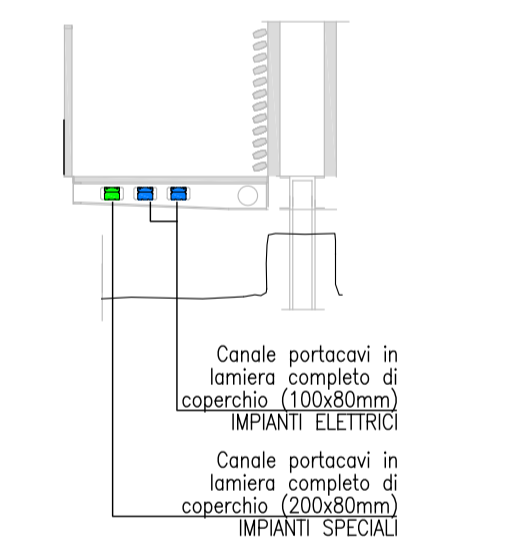 Canale portacavi in
lamiera completo di
coperchio (100x80mm)
IMPIANTI ELETTRICI
Canale portacavi in
lamiera completo di
coperchio (200x80mm)
IMPIANTI SPECIALI